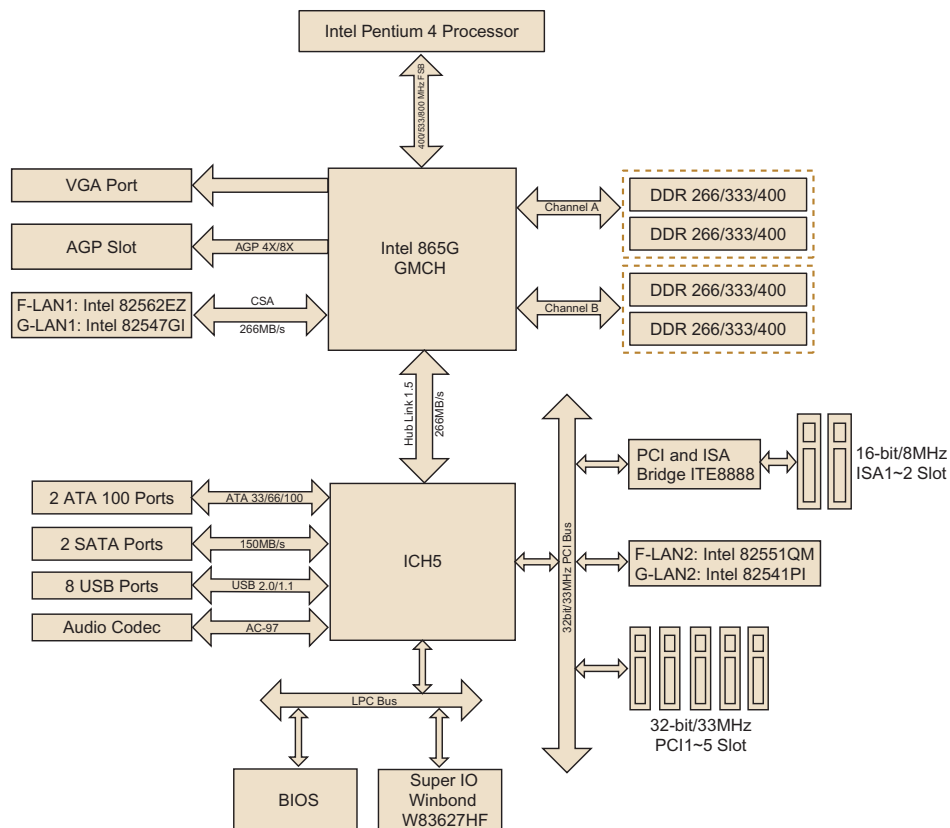 Intel Pentium 4 Processor
400/533/800 MHz FSB
VGA Port
AGP Slot
AGP 4X/8X
F-LAN1: Intel 82562EZ
G-LAN1: Intel 82547GI
CSA
266MB/s
Intel 865G
GMCH
Channel A
DDR 266/333/400
DDR 266/333/400
Channel B
DDR 266/333/400
DDR 266/333/400
Hub Link 1.5
266MB/s
2 ATA 100 Ports
ATA 33/66/100
2 SATA Ports
150MB/s
8 USB Ports
USB 2.0/1.1
Audio Codec
AC-97
ICH5
32bit/33MHz PCI Bus
PCI and ISA
Bridge ITE8888
16-bit/8MHz
ISA1~2 Slot
F-LAN2: Intel 82551QM
G-LAN2: Intel 82541PI
32-bit/33MHz
PCI1~5 Slot
LPC Bus
BIOS
Super IO
Winbond
W83627HF